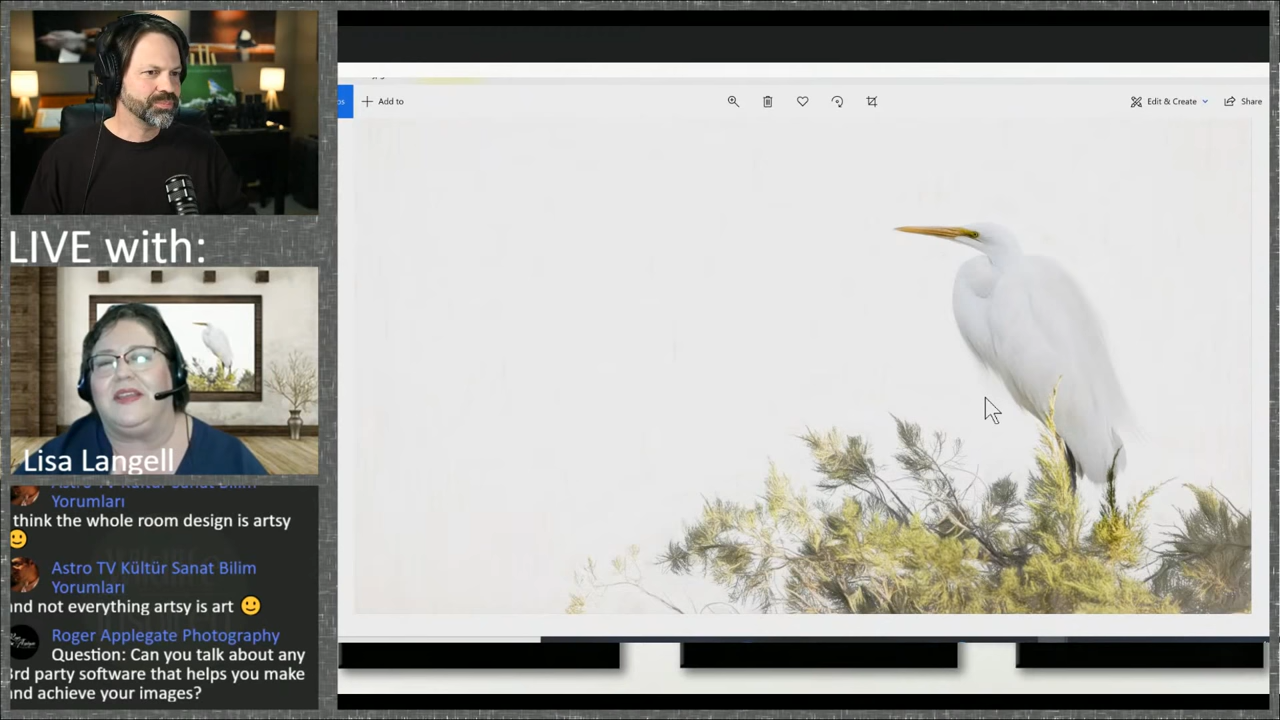 Add to
Edit & Create
Share
LIVE with:
Lisa Langell
Yorumları
think the whole room design is artsy
Astro TV Kültür Sanat Bilim
Yorumları
and not everything artsy is art
Roger Applegate Photography
Question: Can you talk about any
3rd party software that helps you make
and achieve your images?